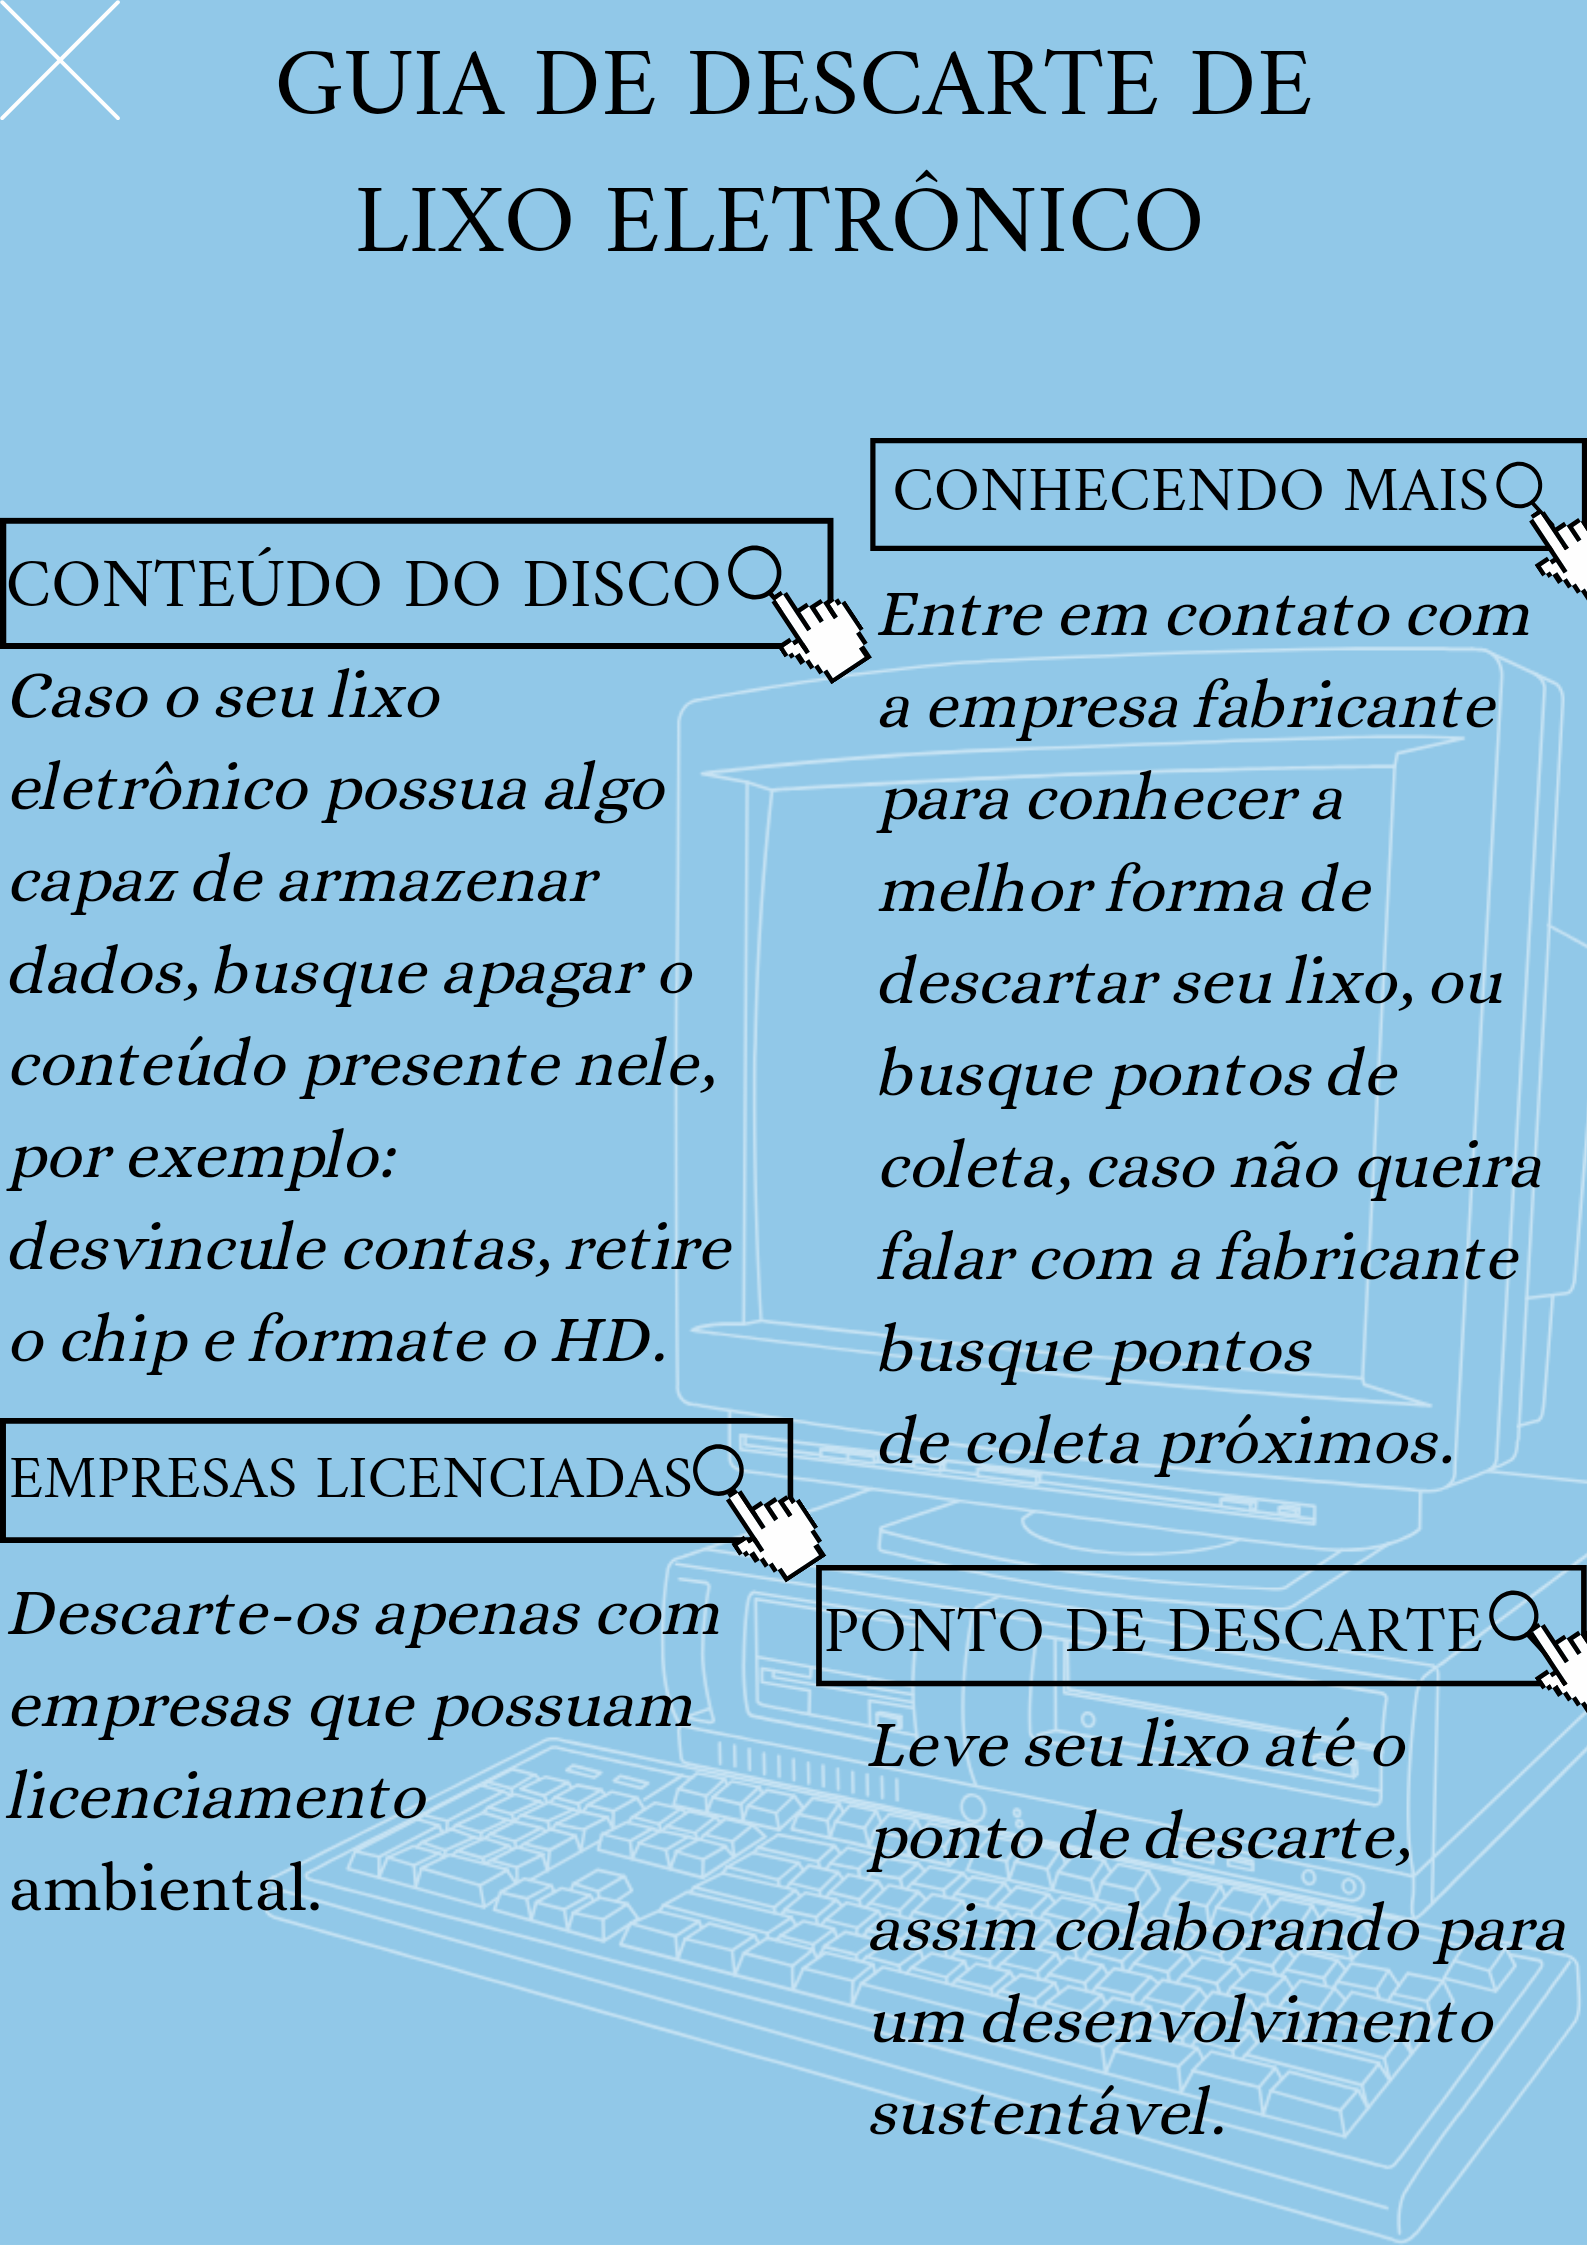 GUIA DE DESCARTE DE
LIXO ELETRÔNICO
CONTEÚDO DO DISCO
Caso o seu lixo
eletrônico possua algo
capaz de armazenar
dados, busque apagar o
conteúdo presente nele,
por exemplo:
desvincule contas, retire
o chip e formate o HD.
EMPRESAS LICENCIADAS
Descarte-os apenas com
empresas que possuam
licenciamento
ambiental.
CONHECENDO MAIS
Entre em contato com
a empresa fabricante
para conhecer a
melhor forma de
descartar seu lixo, ou
busque pontos de
coleta, caso não queira
falar com a fabricante
busque pontos
de coleta próximos.
PONTO DE DESCARTE
Leve seu lixo até o
ponto de descarte,
assim colaborando para
um desenvolvimento
sustentável.